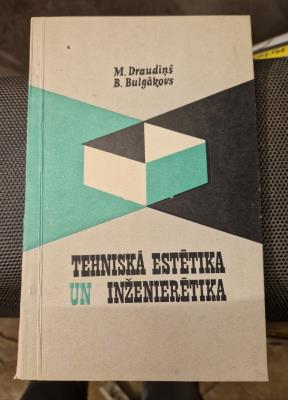 M. Draudiņš
B. Bulgākovs
TEHNISKĀ ESTĒTIKA
UN INŽENIERĒTIKA